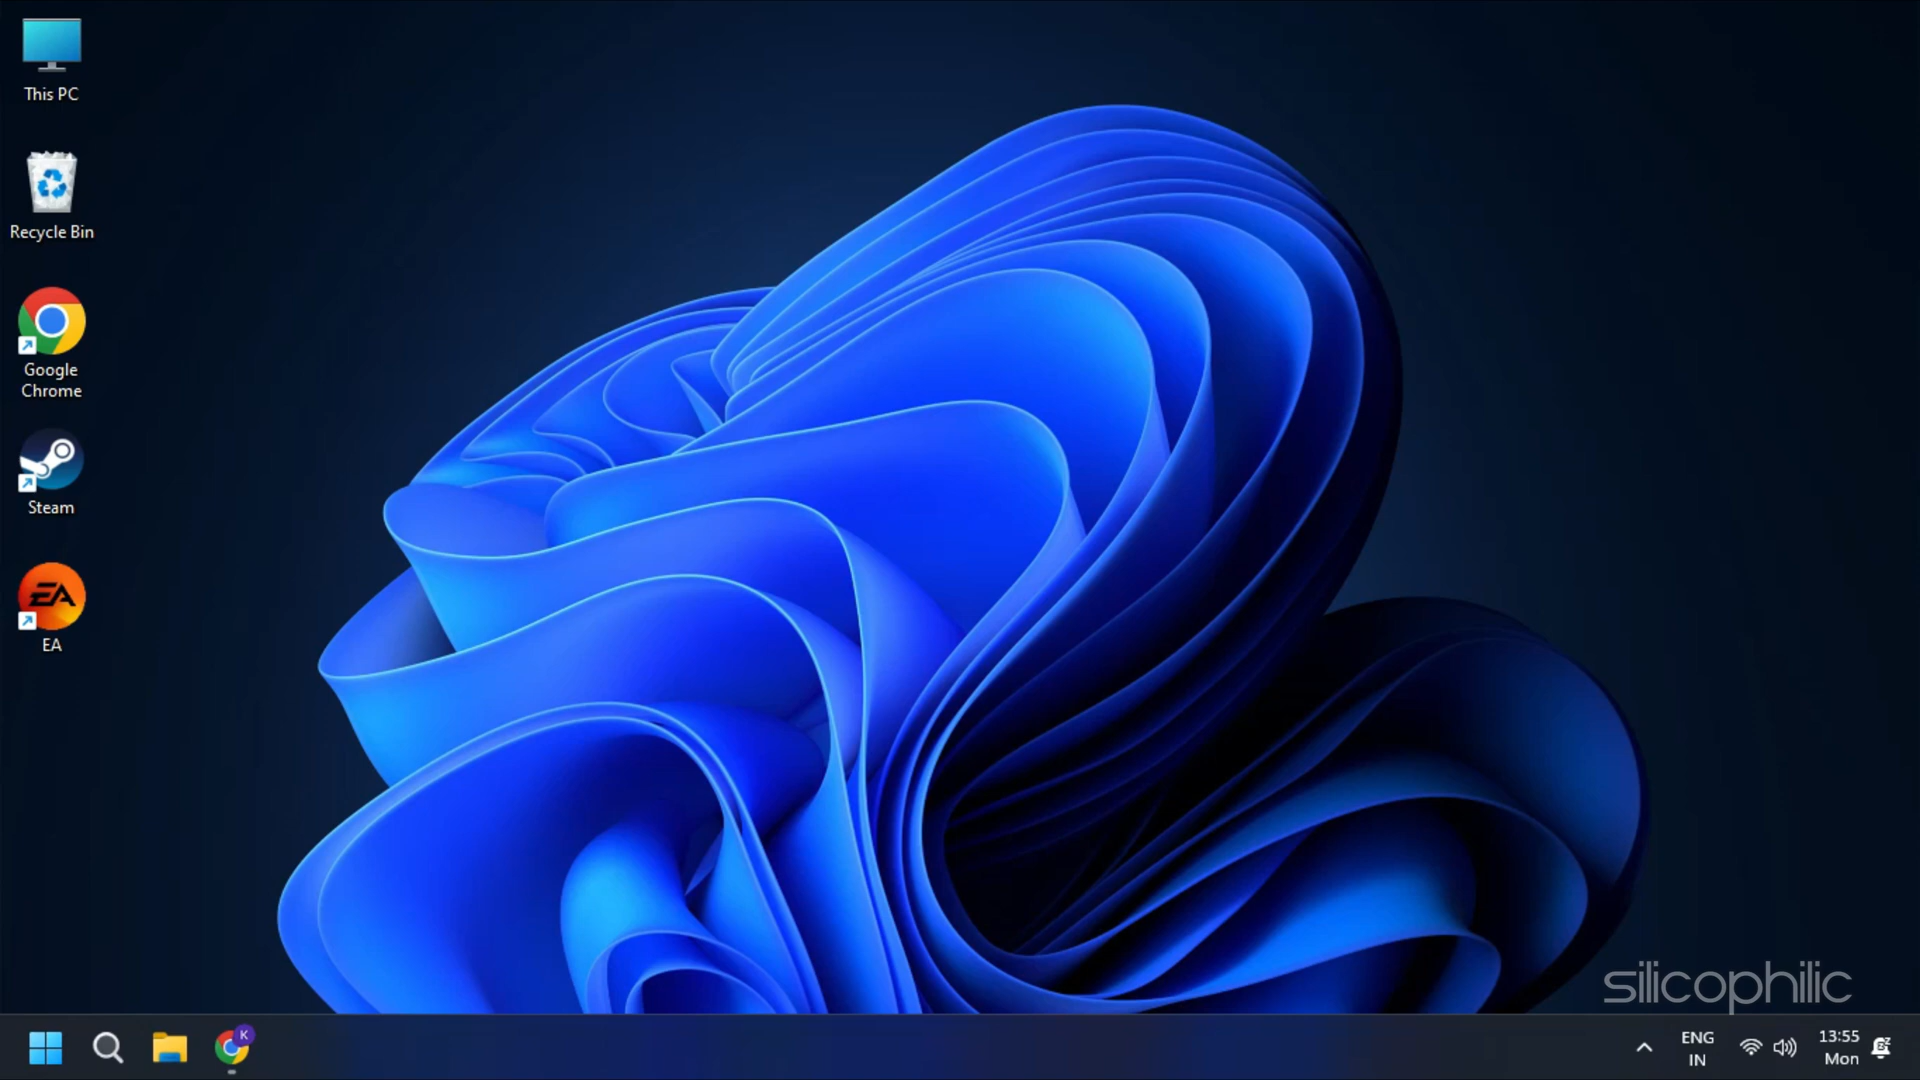 This PC
Recycle Bin
Google
Chrome
Steam
EA
EA
silicophilic
K
ENG
IN
13:55
Mon